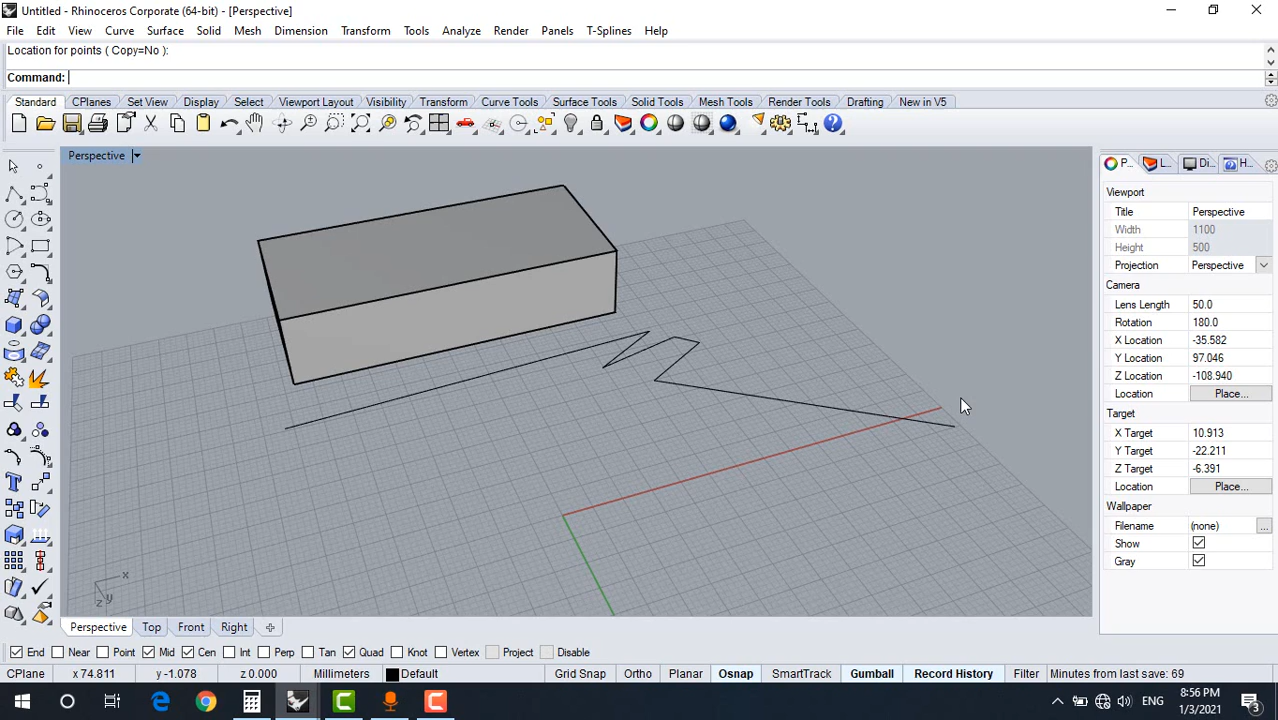 Untitled - Rhinoceros Corporate (64-bit) - [Perspective]
File Edit View Curve Surface Solid Mesh Dimension Transform Tools Analyze Render Panels T-Splines Help
Location for points ( Copy=No ):
Command:
Standard CPlanes Set View Display Select Viewport Layout Visibility Transform Curve Tools Surface Tools Solid Tools Mesh Tools Render Tools Drafting New in V5
Perspective
P... L... Di... H...
Viewport
Title Perspective
Width 1100
Height 500
Projection Perspective
Camera
Lens Length 50.0
Rotation 180.0
X Location -35.582
Y Location 97.046
Z Location -108.940
Location Place...
Target
X Target 10.913
Y Target -22.211
Z Target -6.391
Location Place...
Wallpaper
Filename (none) ...
Show
Gray
x
y
z
Perspective Top Front Right
End Near Point Mid Cen Int Perp Tan Quad Knot Vertex Project Disable
CPlane x 74.811 y -1.078 z 0.000 Millimeters Default Grid Snap Ortho Planar Osnap SmartTrack Gumball Record History Filter Minutes from last save: 69
ENG 8:56 PM
1/3/2021 3